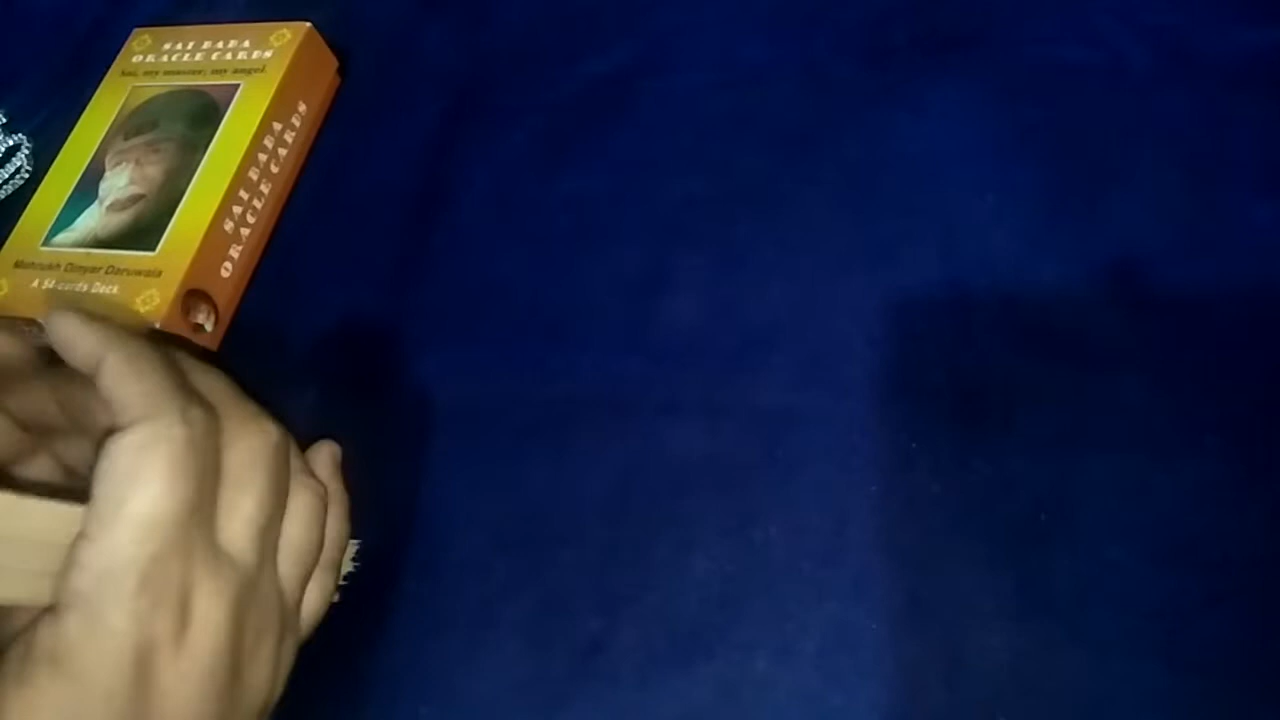 SAI BABA
ORACLE CARDS
Sai, my master, my angel.
Mahrukh Dinyar Daruwala
A 54-cards Deck
SAI BABA
ORACLE CARDS